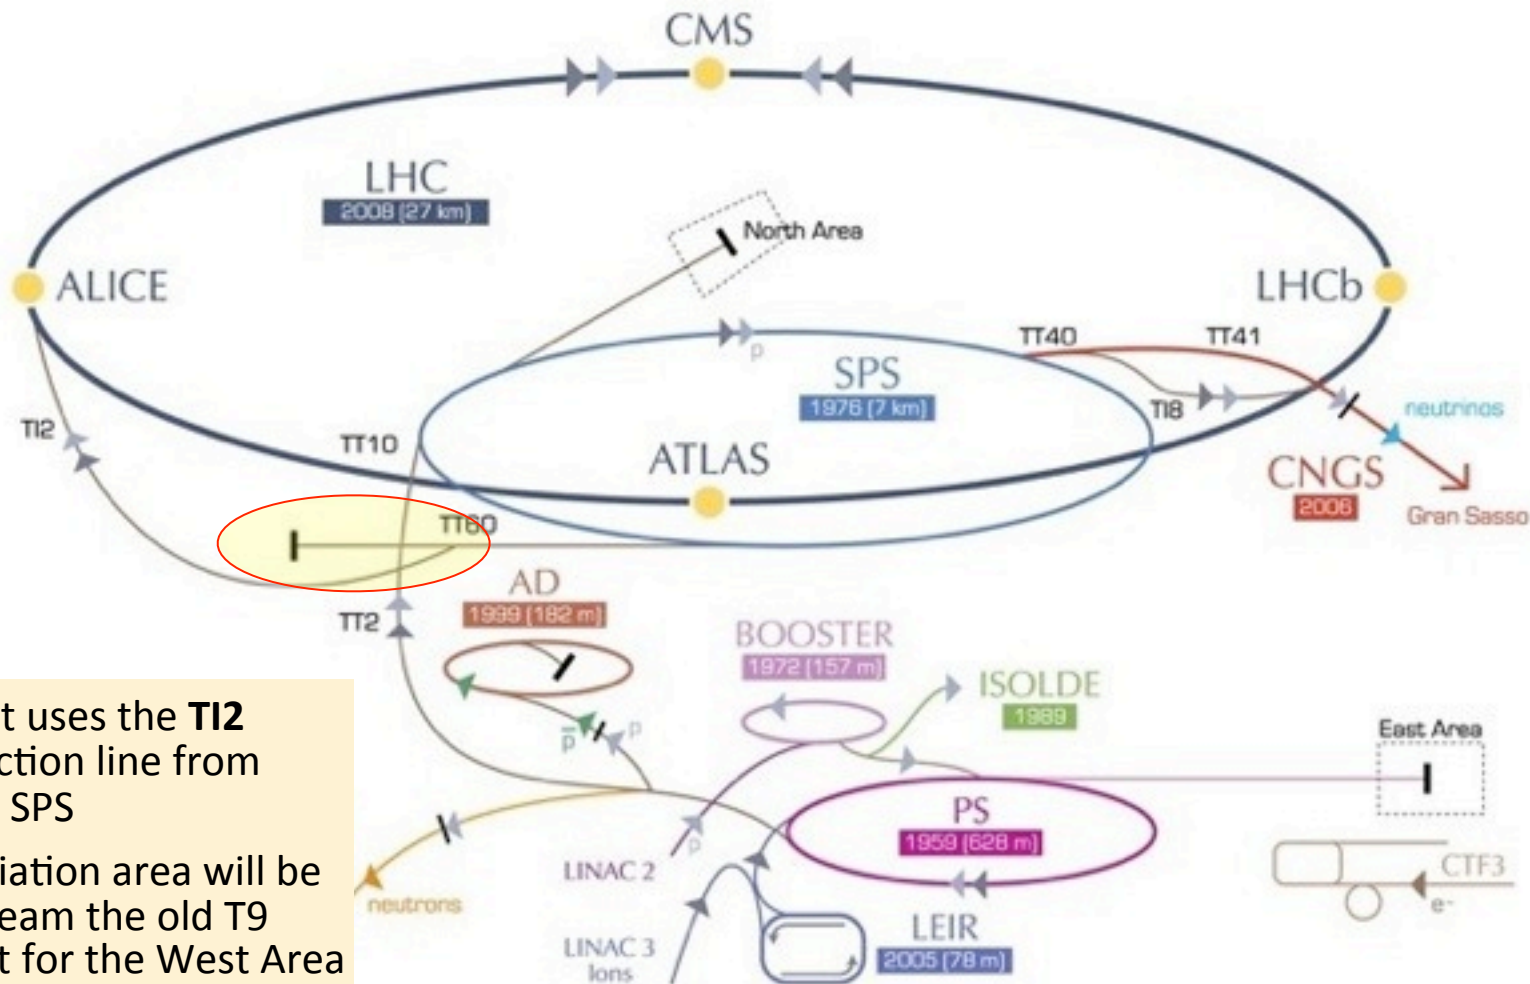 CMS
LHC
2008 (27 km)
North Area
ALICE
LHCb
TT40
TT41
p
SPS
1976 (7 km)
TI8
neutrinos
TI2
TT10
ATLAS
CNGS
2006
Gran Sasso
TT60
AD
1999 (182 m)
TT2
BOOSTER
1972 (157 m)
ISOLDE
1989
p
p
East Area
PS
1959 (628 m)
p
LINAC 2
neutrons
CTF3
e-
LEIR
2005 (78 m)
LINAC 3
Ions
t uses the TI2
ction line from
SPS
iation area will be
ream the old T9
t for the West Area